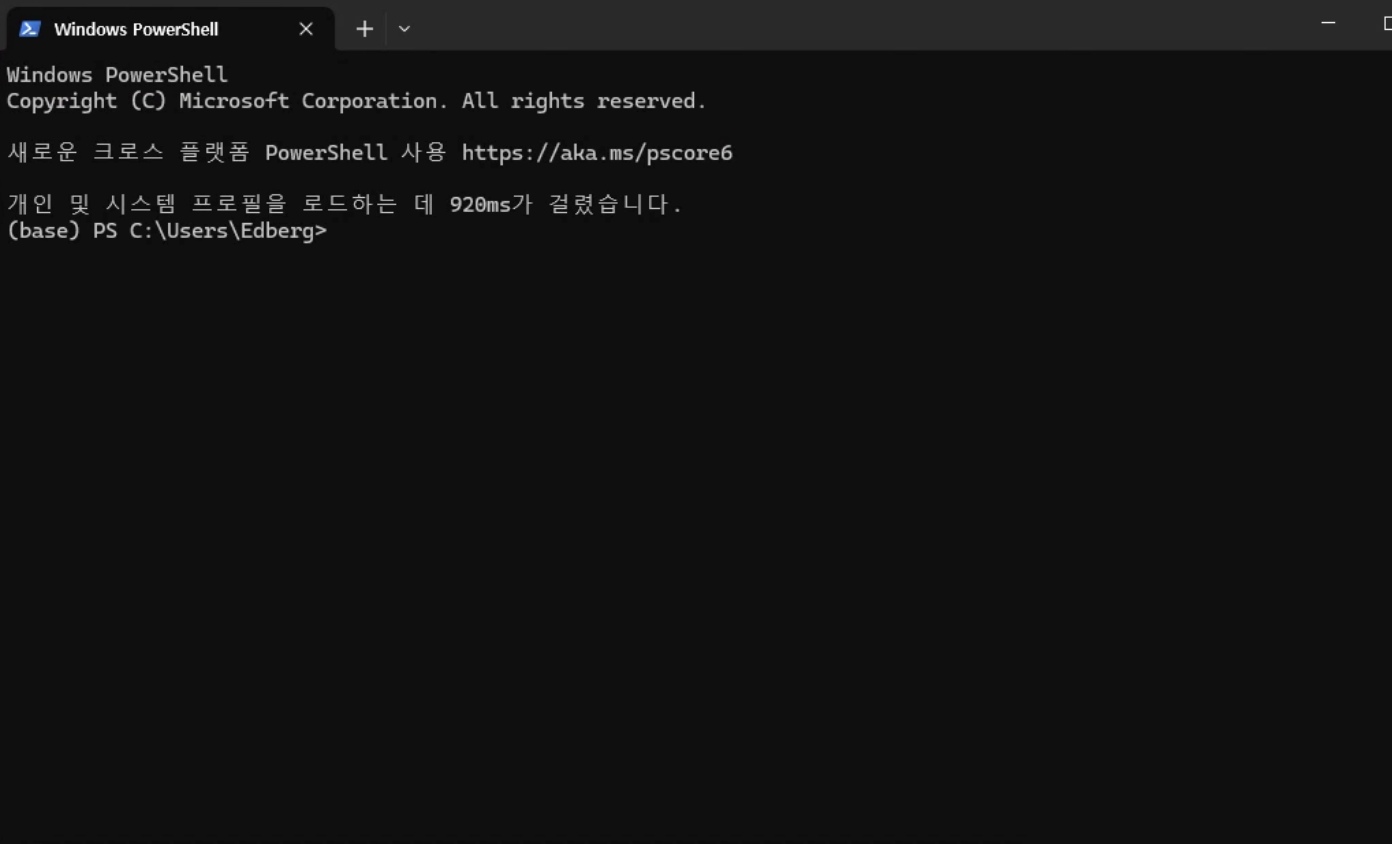 Windows PowerShell
Windows PowerShell
Copyright (C) Microsoft Corporation. All rights reserved.
새로운 크로스 플랫폼 PowerShell 사용 https://aka.ms/pscore6
개인 및 시스템 프로필을 로드하는 데 920ms가 걸렸습니다.
(base) PS C:\Users\Edberg>